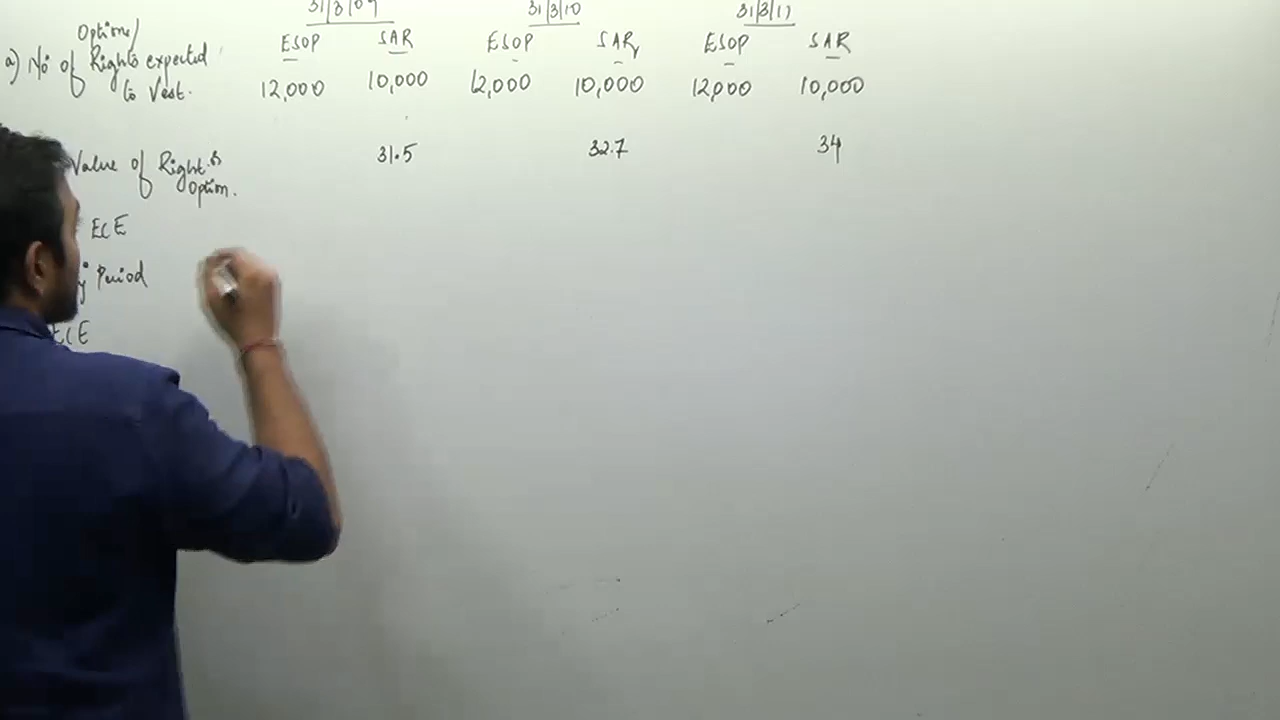 31/3/09 31/3/10 31/3/11
Options/ ESOP SAR ESOP SAR ESOP SAR
a) No of Rights expected
to Vest. 12,000 10,000 12,000 10,000 12,000 10,000
Value of Right & 31.5 32.7 34
Option.
ECE
Period
ECE